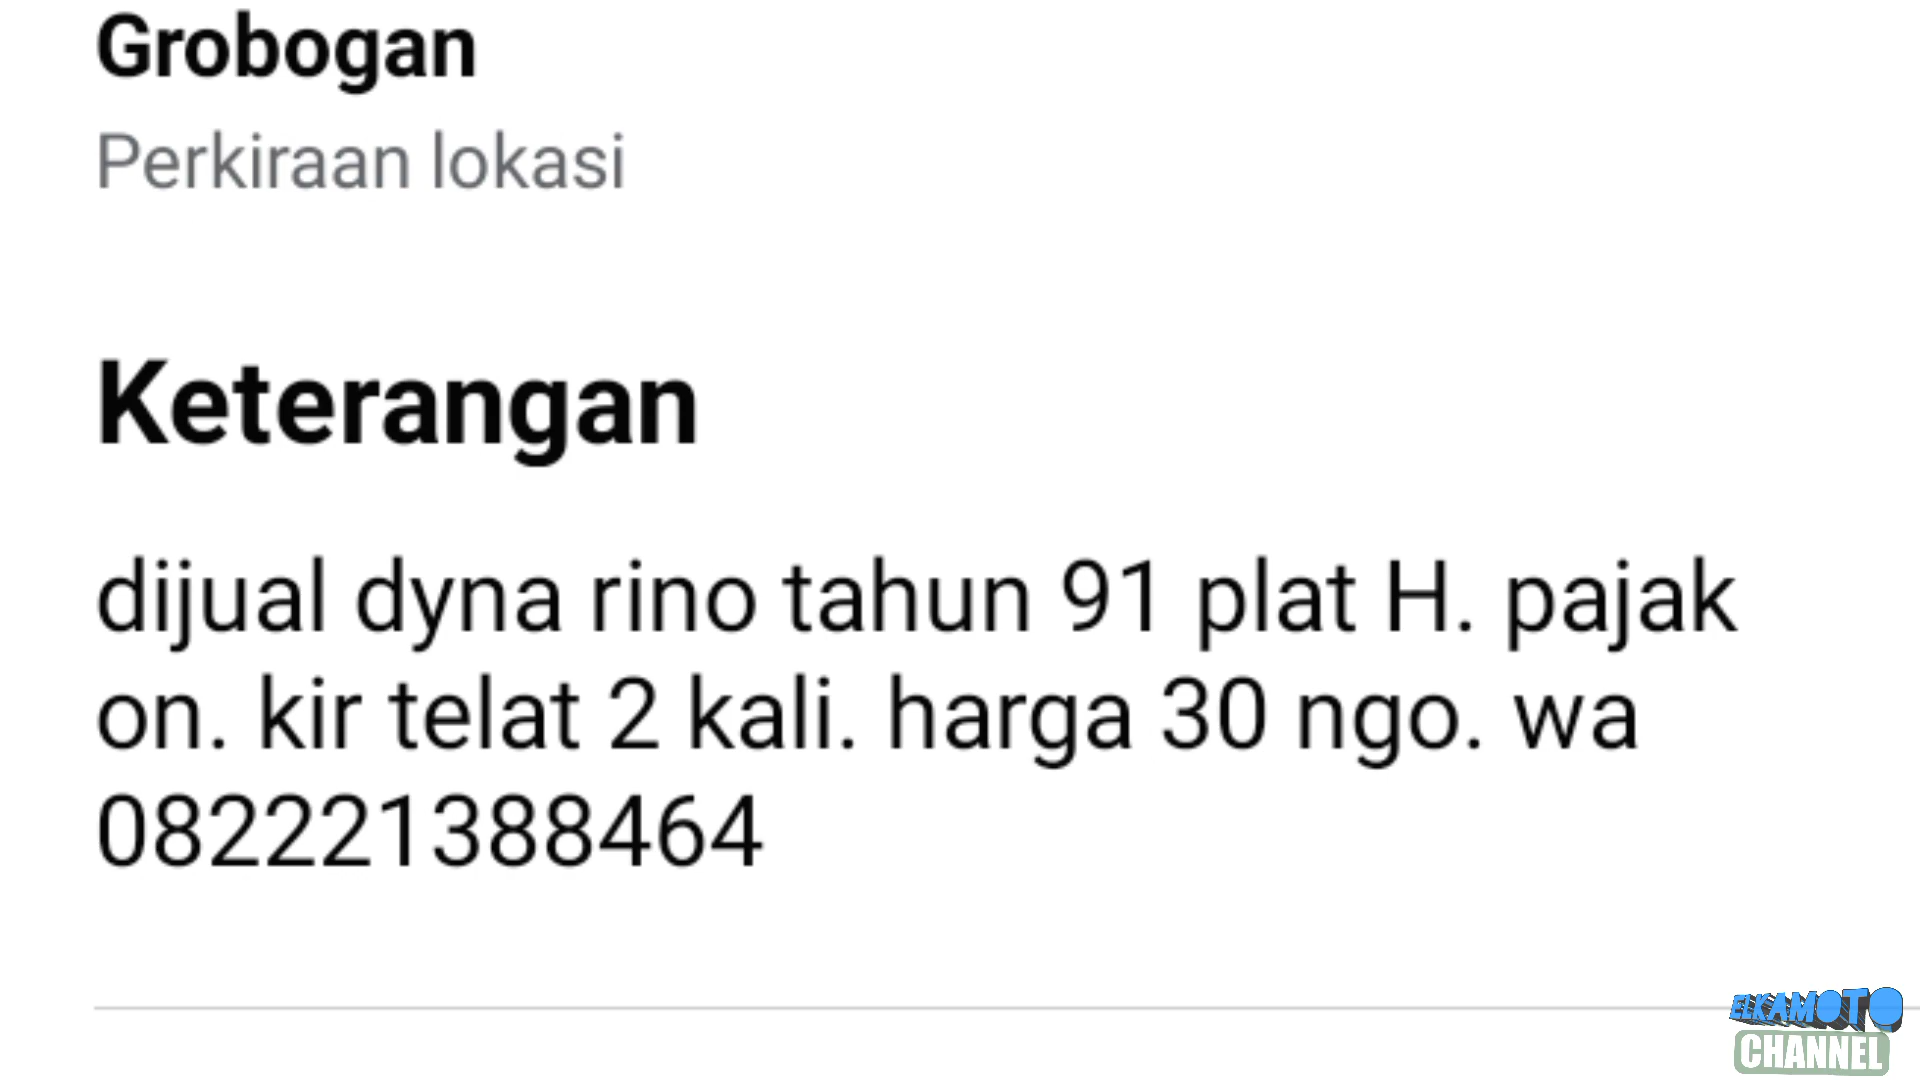 Grobogan
Perkiraan lokasi
Keterangan
dijual dyna rino tahun 91 plat H. pajak
on. kir telat 2 kali. harga 30 ngo. wa
082221388464
ELKAMOTO
CHANNEL